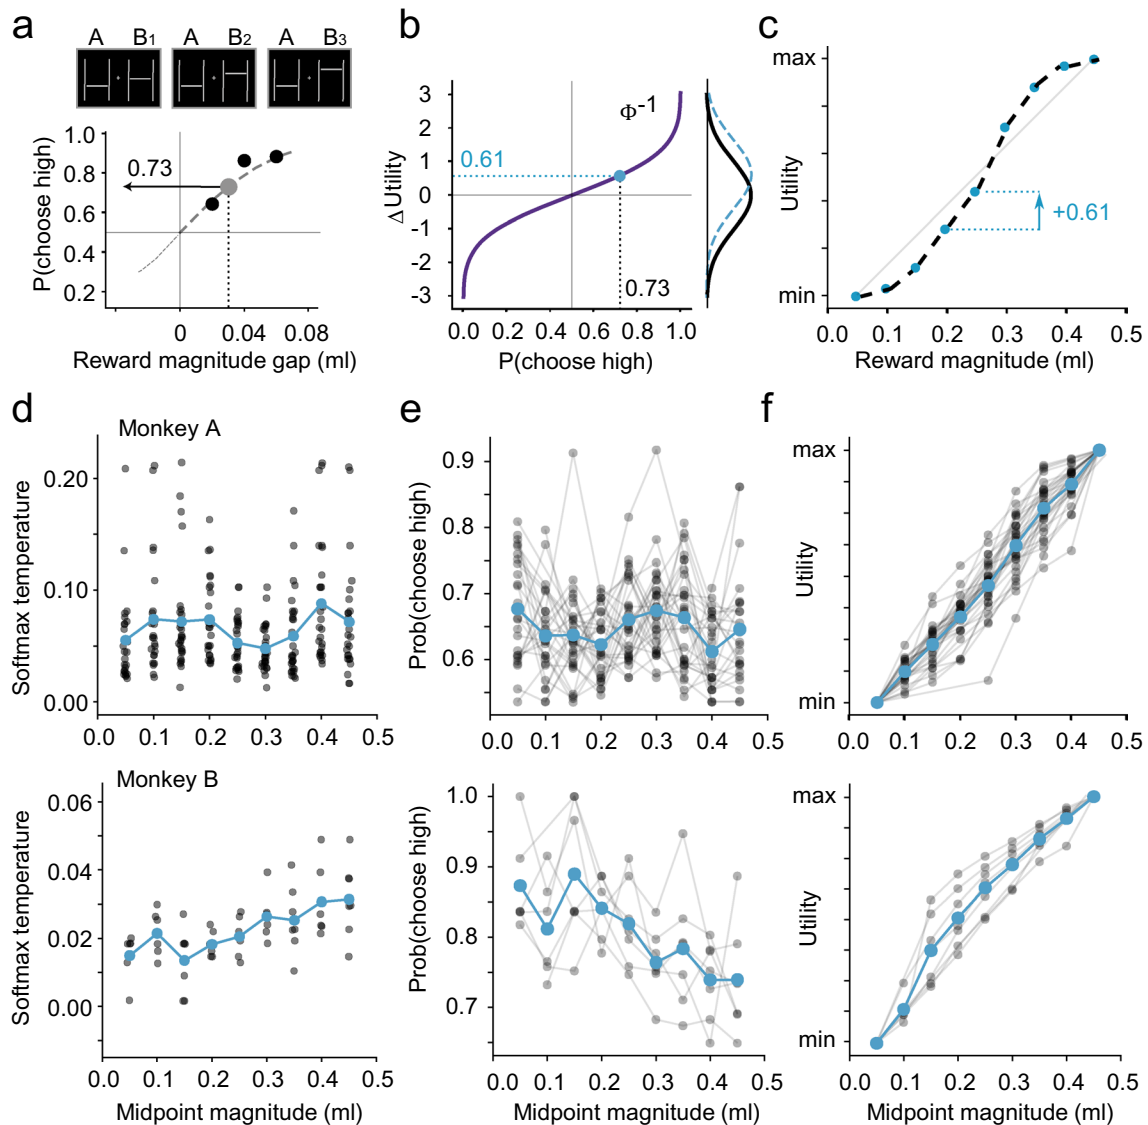 a
A B1 A B2 A B3
P(choose high)
1.0
0.8
0.6
0.4
0.2
0.73
0 0.04 0.08
Reward magnitude gap (ml)
b
ΔUtility
3
2
1
0
-1
-2
-3
Φ-1
0.61
0.73
0.0 0.2 0.4 0.6 0.8 1.0
P(choose high)
c
Utility
max
min
+0.61
0 0.1 0.2 0.3 0.4 0.5
Reward magnitude (ml)
d
Monkey A
Softmax temperature
0.20
0.10
0.00
0.0 0.1 0.2 0.3 0.4 0.5
e
Prob(choose high)
0.9
0.8
0.7
0.6
0.0 0.1 0.2 0.3 0.4 0.5
f
Utility
max
min
0.0 0.1 0.2 0.3 0.4 0.5
Monkey B
Softmax temperature
0.06
0.04
0.02
0.00
0.0 0.1 0.2 0.3 0.4 0.5
Midpoint magnitude (ml)
Prob(choose high)
1.0
0.9
0.8
0.7
0.0 0.1 0.2 0.3 0.4 0.5
Midpoint magnitude (ml)
Utility
max
min
0.0 0.1 0.2 0.3 0.4 0.5
Midpoint magnitude (ml)